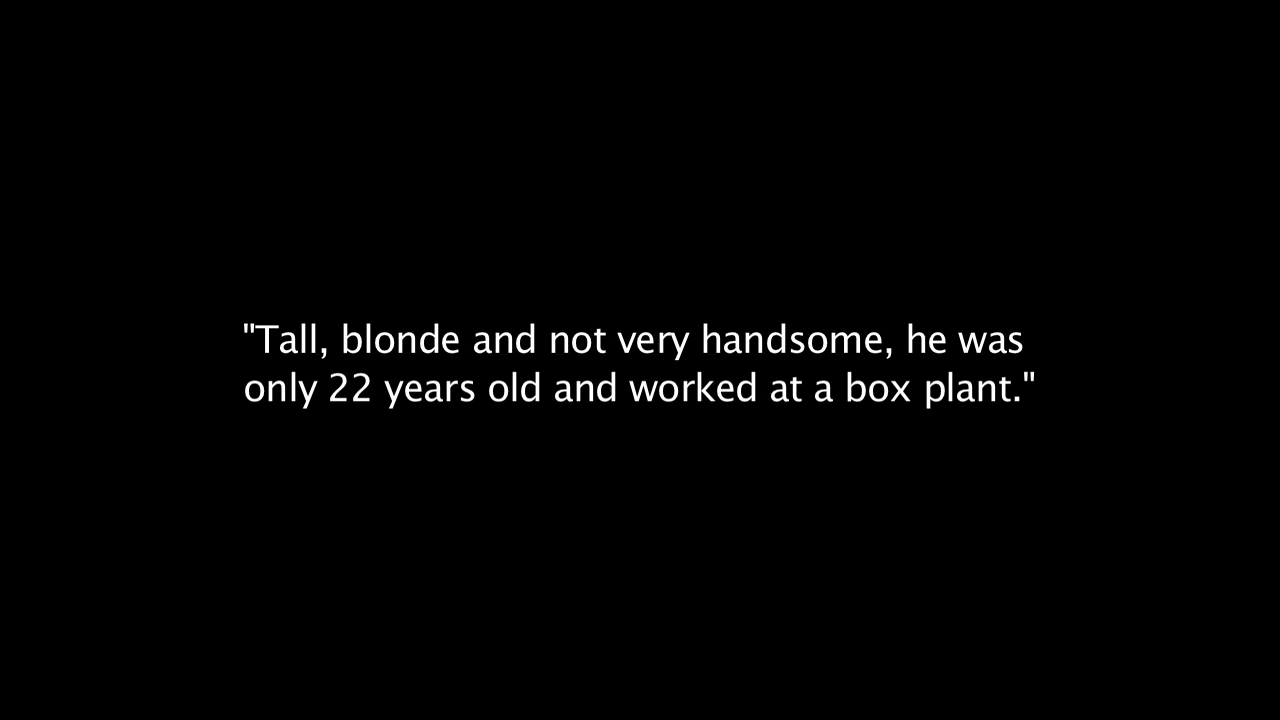 "Tall, blonde and not very handsome, he was
only 22 years old and worked at a box plant."